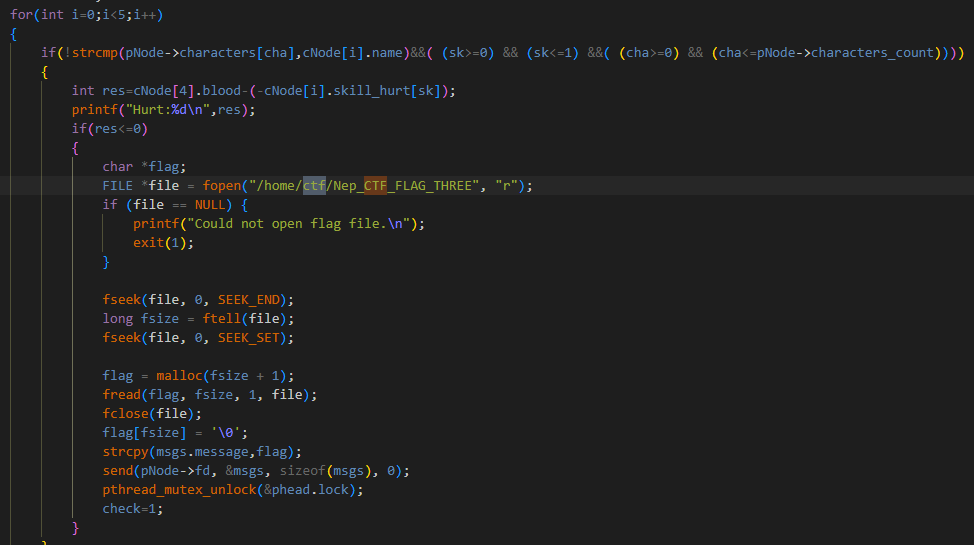 for(int i=0;i<5;i++)
{
if(!strcmp(pNode->characters[cha],cNode[i].name)&&( (sk>=0) && (sk<=1) &&( (cha>=0) && (cha<=pNode->characters_count))))
{
int res=cNode[4].blood-(-cNode[i].skill_hurt[sk]);
printf("Hurt:%d\n",res);
if(res<=0)
{
char *flag;
FILE *file = fopen("/home/ctf/Nep_CTF_FLAG_THREE", "r");
if (file == NULL) {
printf("Could not open flag file.\n");
exit(1);
}
fseek(file, 0, SEEK_END);
long fsize = ftell(file);
fseek(file, 0, SEEK_SET);
flag = malloc(fsize + 1);
fread(flag, fsize, 1, file);
fclose(file);
flag[fsize] = '\0';
strcpy(msgs.message,flag);
send(pNode->fd, &msgs, sizeof(msgs), 0);
pthread_mutex_unlock(&phead.lock);
check=1;
}